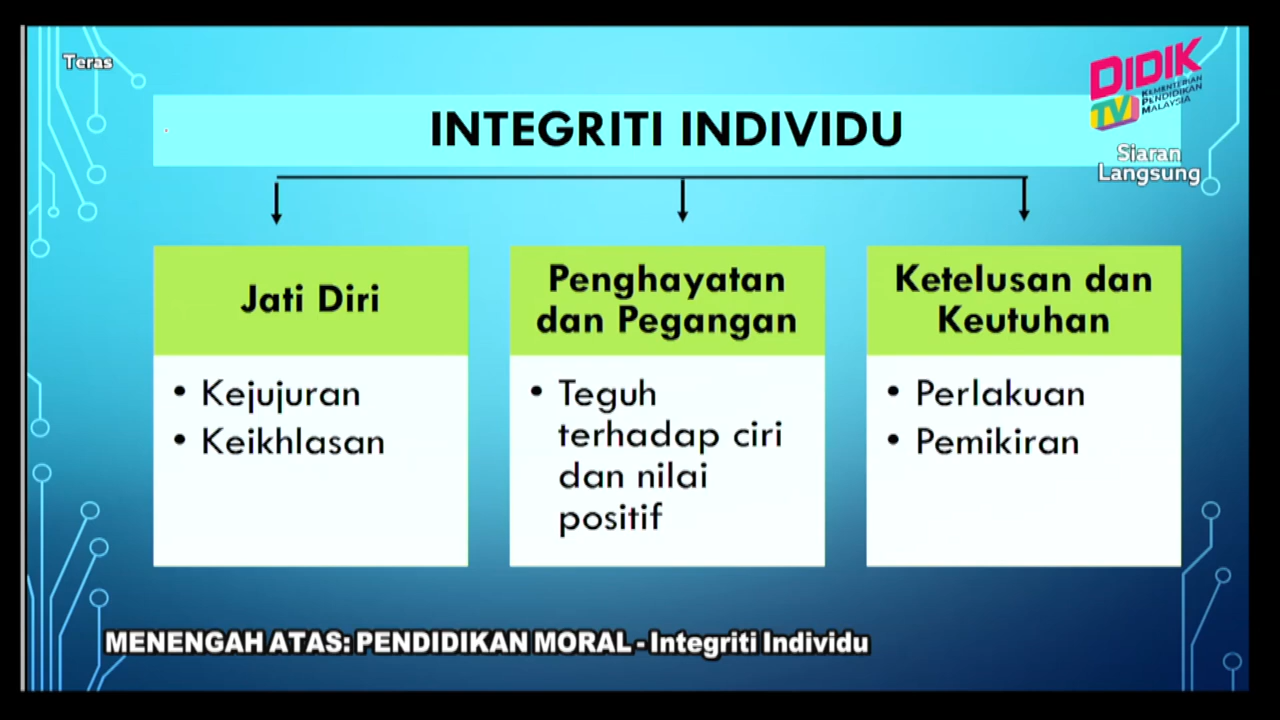 Teras
DIDIK
TV
KEMENTERIAN
PENDIDIKAN
MALAYSIA
Siaran
Langsung
INTEGRITI INDIVIDU
Jati Diri
• Kejujuran
• Keikhlasan
Penghayatan
dan Pegangan
• Teguh
terhadap ciri
dan nilai
positif
Ketelusan dan
Keutuhan
• Perlakuan
• Pemikiran
MENENGAH ATAS: PENDIDIKAN MORAL - Integriti Individu